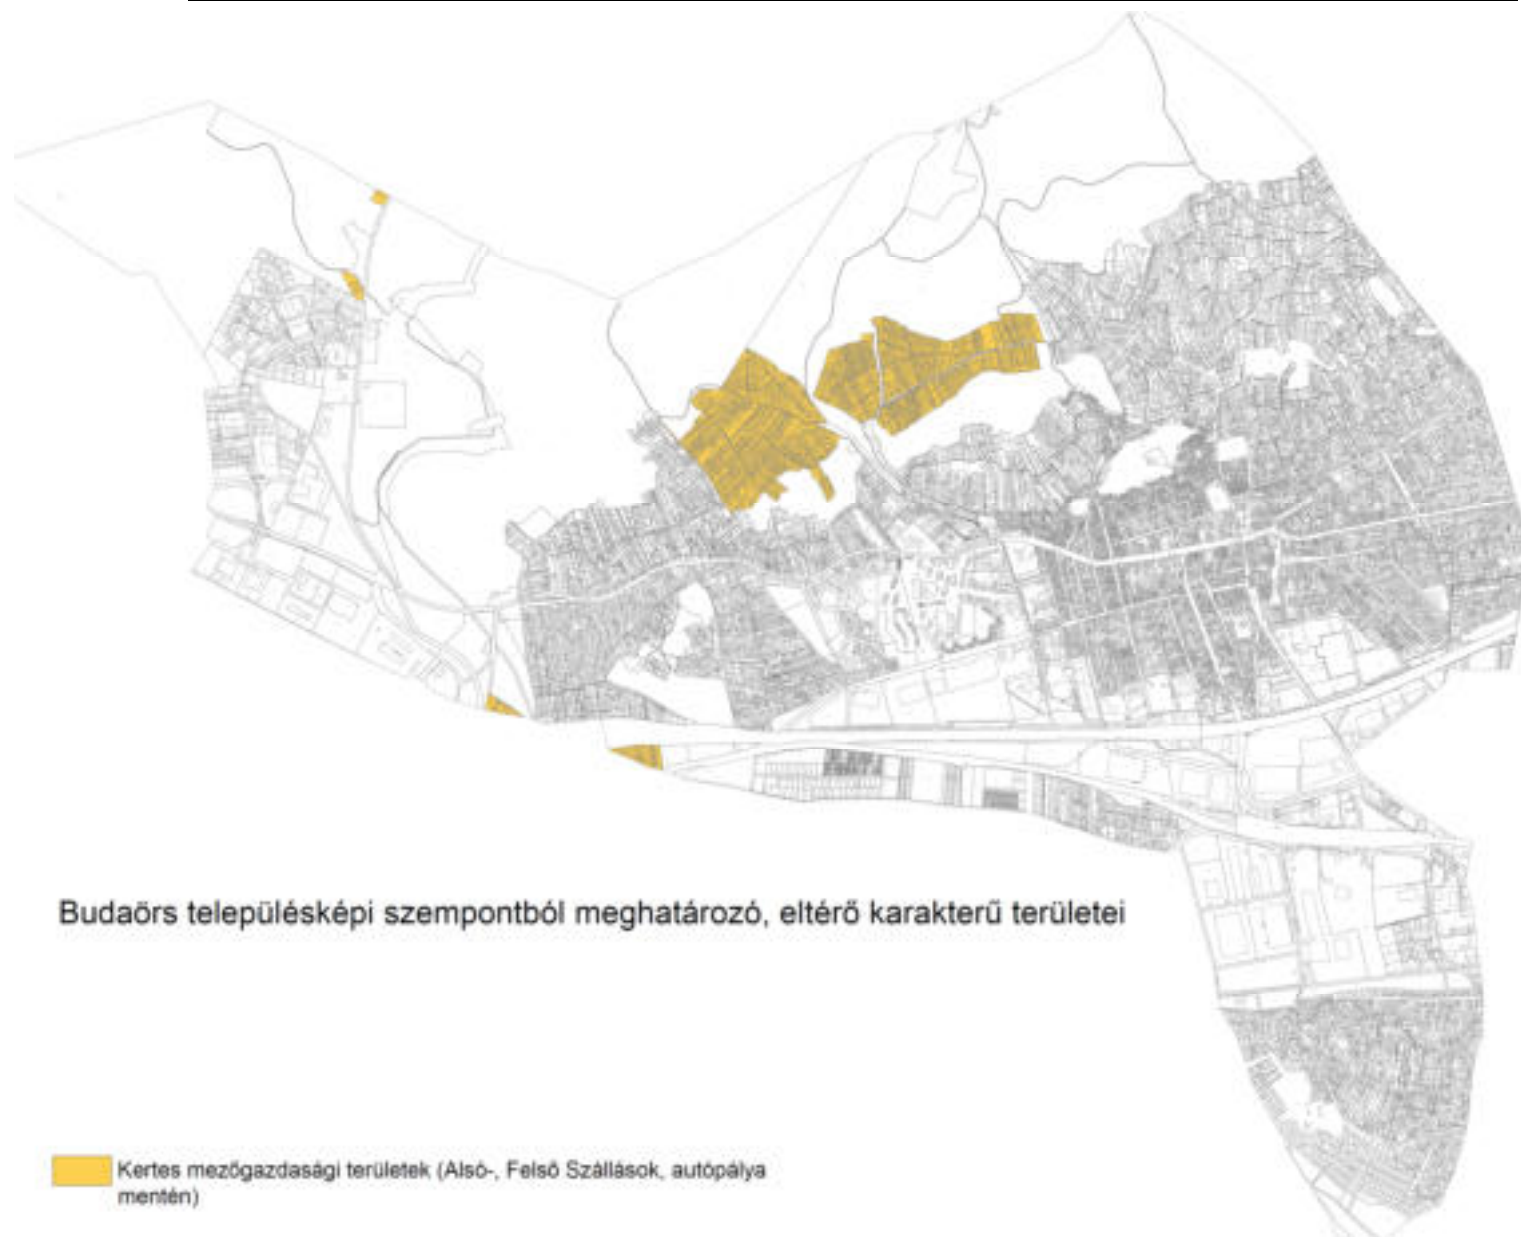 Budaörs településképi szempontból meghatározó, eltérő karakterű területei
Kertes mezőgazdasági területek (Alsó-, Felső Szállások, autópálya
mentén)